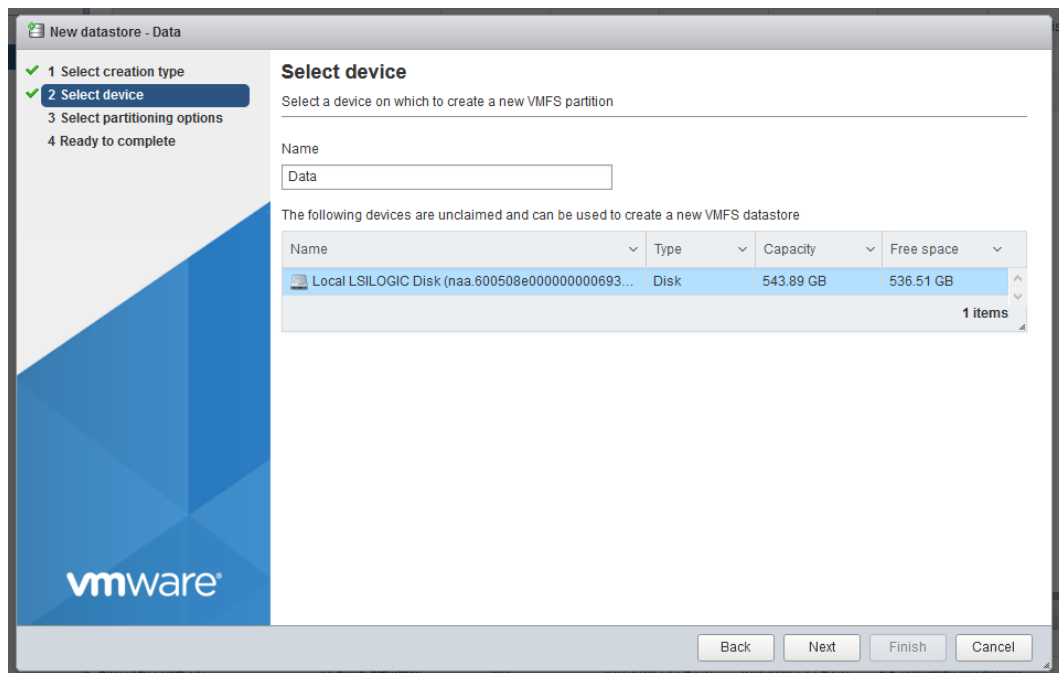 New datastore - Data
1 Select creation type
2 Select device
3 Select partitioning options
4 Ready to complete
Select device
Select a device on which to create a new VMFS partition
Name
Data
The following devices are unclaimed and can be used to create a new VMFS datastore
Name Type Capacity Free space
Local LSILOGIC Disk (naa.600508e000000000693... Disk 543.89 GB 536.51 GB
1 items
vmware®
Back Next Finish Cancel